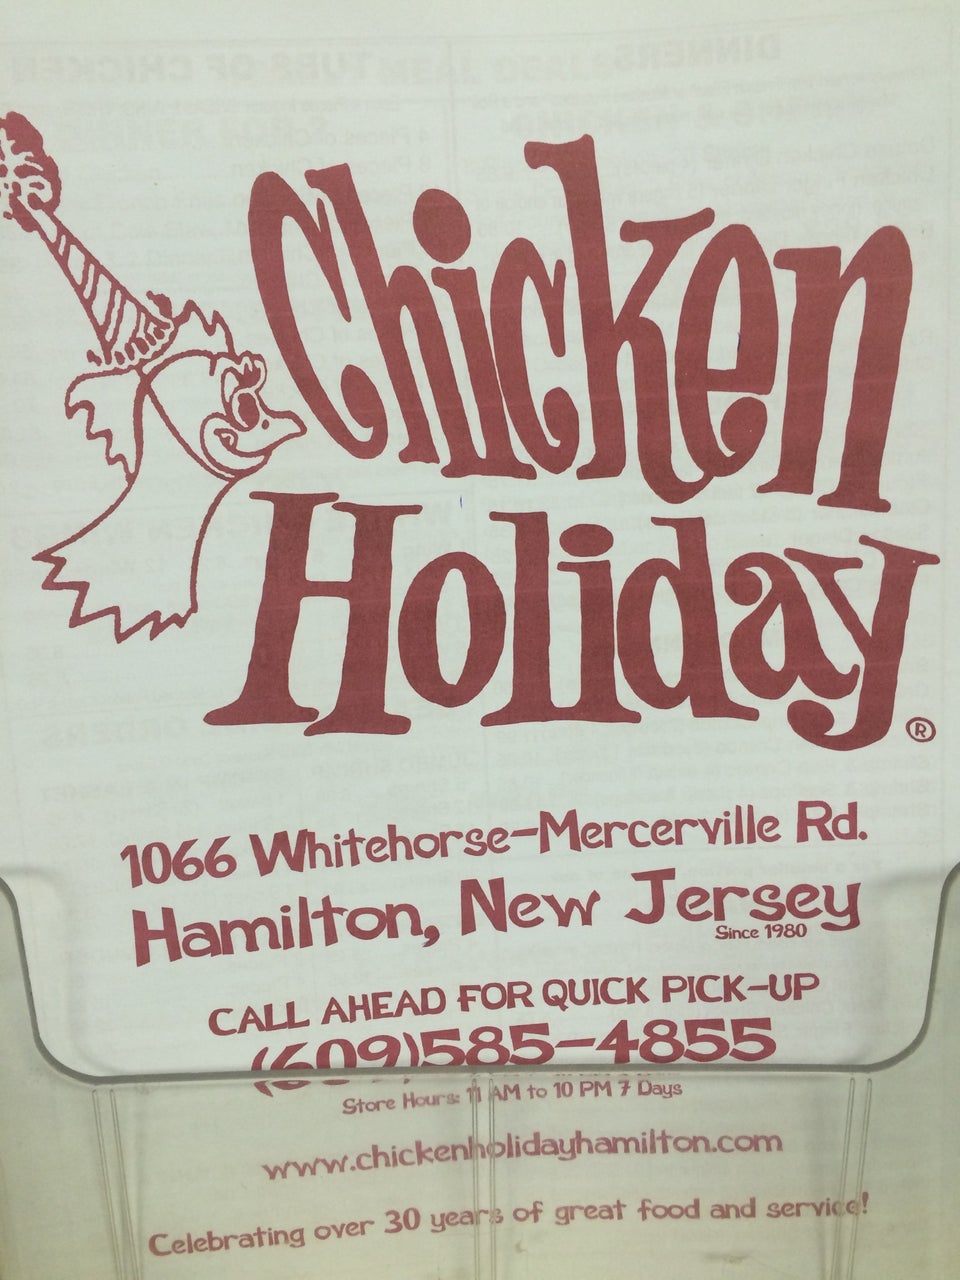 Chicken
Holiday
®
1066 Whitehorse-Mercerville Rd.
Hamilton, New Jersey
Since 1980
CALL AHEAD FOR QUICK PICK-UP
(609)585-4855
Store Hours: 11 AM to 10 PM 7 Days
www.chickenholidayhamilton.com
Celebrating over 30 years of great food and service!